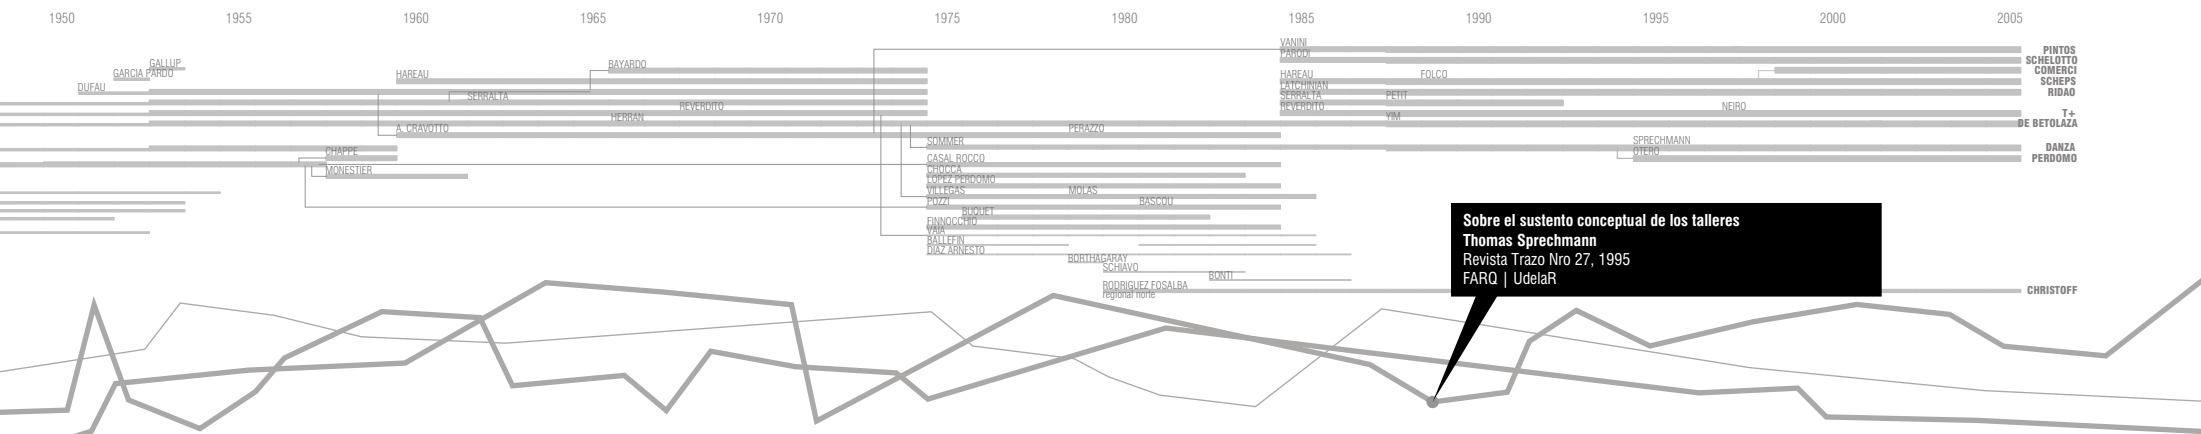 1950 1955 1960 1965 1970 1975 1980 1985 1990 1995 2000 2005
VANINI
PINTOS
PARODI
SCHELOTTO
GALLUP
BAYARDO
COMERCI
GARCIA PARDO
HAREAU
HAREAU
FOLCO
SCHEPS
DUFAU
LATCHINIAN
RIDAO
SERRALTA
SERRALTA
PETIT
REVERDITO
REVERDITO
NEIRO
T+
HERRAN
YIM
DE BETOLAZA
A. CRAVOTTO
PERAZZO
SOMMER
SPRECHMANN
DANZA
CHAPPE
OTERO
PERDOMO
CASAL ROCCO
MONESTIER
CHOCCA
LOPEZ PERDOMO
VILLEGAS
MOLAS
POZZI
BASCOU
BUQUET
FINNOCCHIO
VAIA
BALLEFIN
DIAZ ARNESTO
BORTHAGARAY
SCHIAVO
BONTI
RODRIGUEZ FOSALBA
regional norte
CHRISTOFF
Sobre el sustento conceptual de los talleres
Thomas Sprechmann
Revista Trazo Nro 27, 1995
FARQ | UdelaR